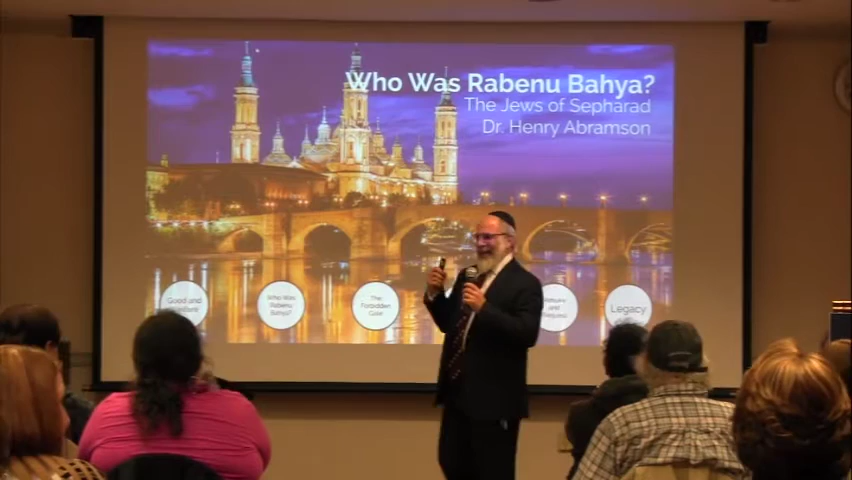 Who Was Rabenu Bahya?
The Jews of Sepharad
Dr. Henry Abramson
Good and
Who Was
Rabenu
Bahya?
The
Forbidden
Gate
and
Legacy